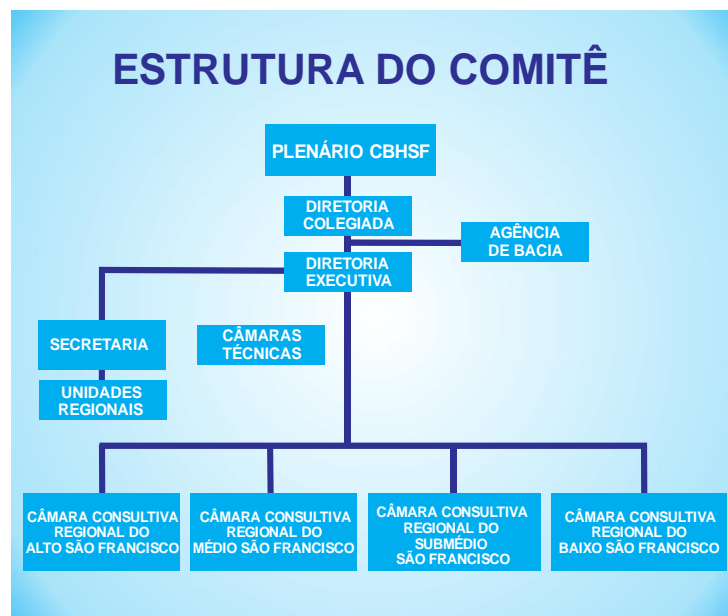 ESTRUTURA DO COMITÊ
PLENÁRIO CBHSF
DIRETORIA
COLEGIADA
AGÊNCIA
DE BACIA
DIRETORIA
EXECUTIVA
SECRETARIA
CÂMARAS
TÉCNICAS
UNIDADES
REGIONAIS
CÂMARA CONSULTIVA
REGIONAL DO
ALTO SÃO FRANCISCO
CÂMARA CONSULTIVA
REGIONAL DO
MÉDIO SÃO FRANCISCO
CÂMARA CONSULTIVA
REGIONAL DO
SUBMÉDIO
SÃO FRANCISCO
CÂMARA CONSULTIVA
REGIONAL DO
BAIXO SÃO FRANCISCO